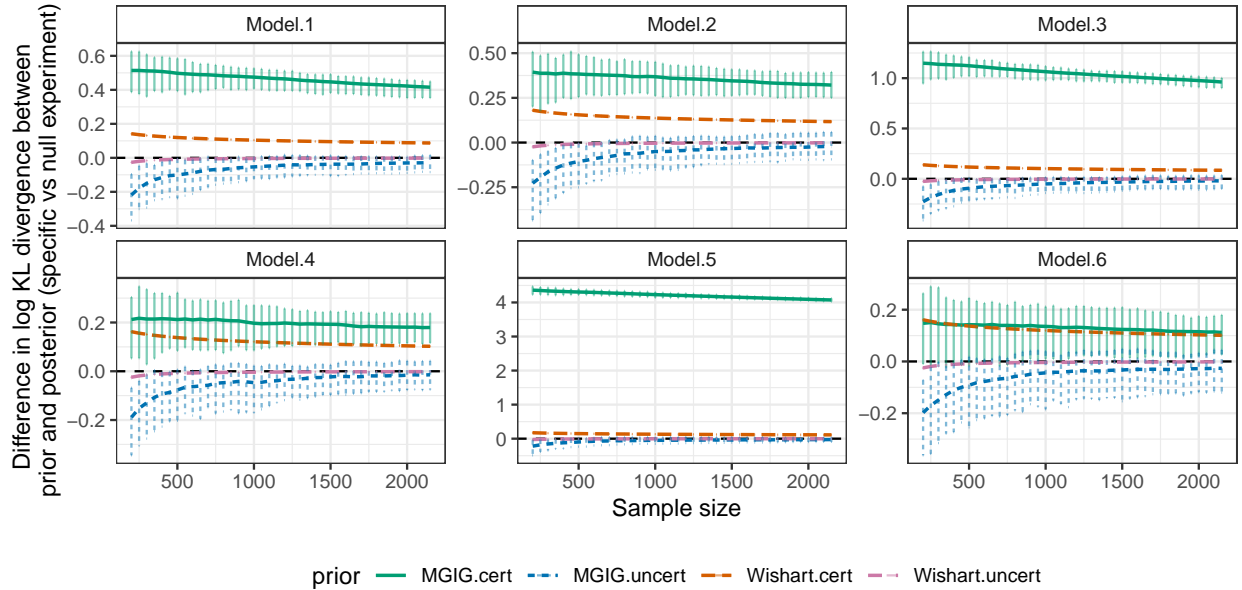 Difference in log KL divergence between
prior and posterior (specific vs null experiment)
Model.1
Model.2
Model.3
0.6
0.4
0.2
0.0
−0.2
−0.4
0.50
0.25
0.00
−0.25
1.0
0.5
0.0
Model.4
Model.5
Model.6
0.2
0.0
−0.2
4
3
2
1
0
0.2
0.0
−0.2
500 1000 1500 2000
500 1000 1500 2000
500 1000 1500 2000
Sample size
prior MGIG.cert MGIG.uncert Wishart.cert Wishart.uncert